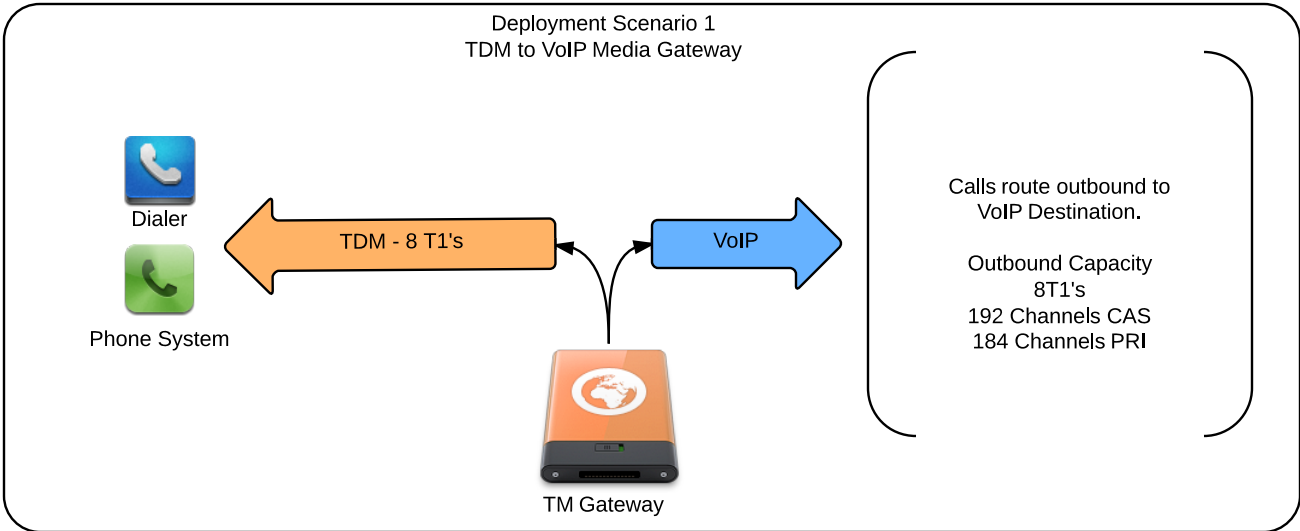 Deployment Scenario 1
TDM to VoIP Media Gateway
Dialer
Phone System
TDM - 8 T1's
VoIP
TM Gateway
Calls route outbound to
VoIP Destination.
Outbound Capacity
8T1's
192 Channels CAS
184 Channels PRI